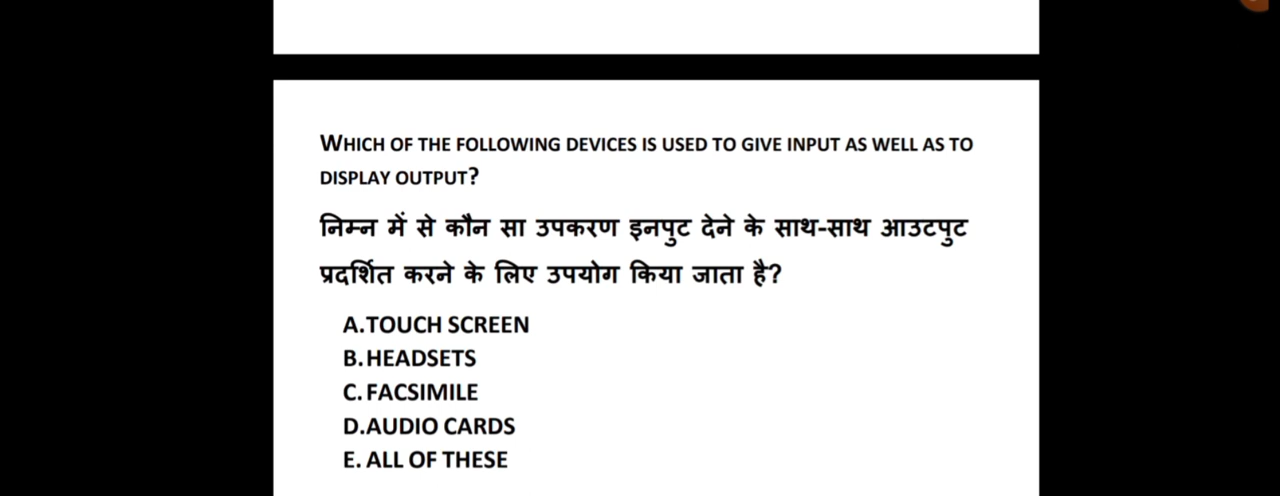 WHICH OF THE FOLLOWING DEVICES IS USED TO GIVE INPUT AS WELL AS TO
DISPLAY OUTPUT?
निम्न में से कौन सा उपकरण इनपुट देने के साथ-साथ आउटपुट
प्रदर्शित करने के लिए उपयोग किया जाता है?
A.TOUCH SCREEN
B.HEADSETS
C.FACSIMILE
D.AUDIO CARDS
E. ALL OF THESE